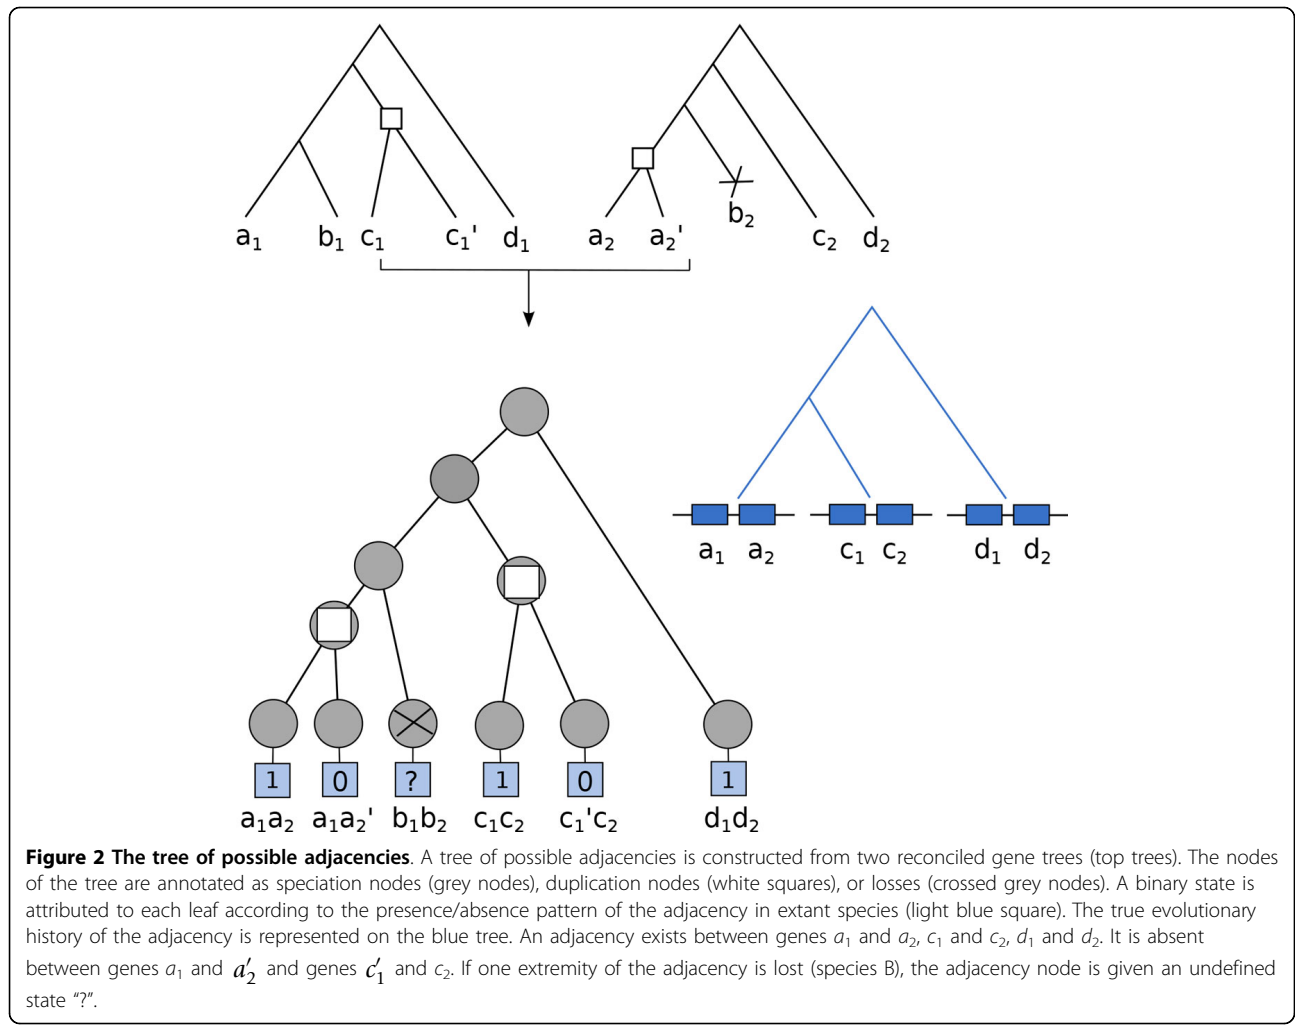 a₁ b₁ c₁ c₁' d₁ a₂ a₂' b₂ c₂ d₂
a₁ a₂ c₁ c₂ d₁ d₂
1 0 ? 1 0 1
a₁a₂ a₁a₂' b₁b₂ c₁c₂ c₁'c₂ d₁d₂
Figure 2 The tree of possible adjacencies. A tree of possible adjacencies is constructed from two reconciled gene trees (top trees). The nodes
of the tree are annotated as speciation nodes (grey nodes), duplication nodes (white squares), or losses (crossed grey nodes). A binary state is
attributed to each leaf according to the presence/absence pattern of the adjacency in extant species (light blue square). The true evolutionary
history of the adjacency is represented on the blue tree. An adjacency exists between genes a₁ and a₂, c₁ and c₂, d₁ and d₂. It is absent
between genes a₁ and a′₂ and genes c′₁ and c₂. If one extremity of the adjacency is lost (species B), the adjacency node is given an undefined
state “?”.